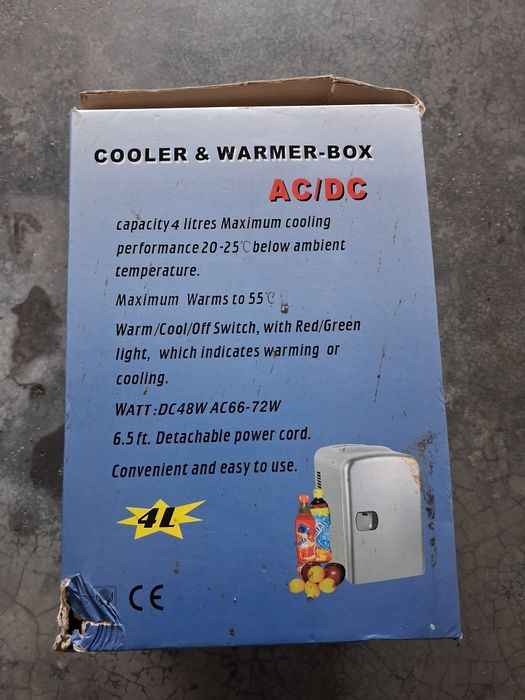 COOLER & WARMER-BOX
AC/DC
capacity 4 litres Maximum cooling
performance 20-25℃ below ambient
temperature.
Maximum Warms to 55℃
Warm/Cool/Off Switch, with Red/Green
light, which indicates warming or
cooling.
WATT:DC48W AC66-72W
6.5 ft. Detachable power cord.
Convenient and easy to use.
4L
CE